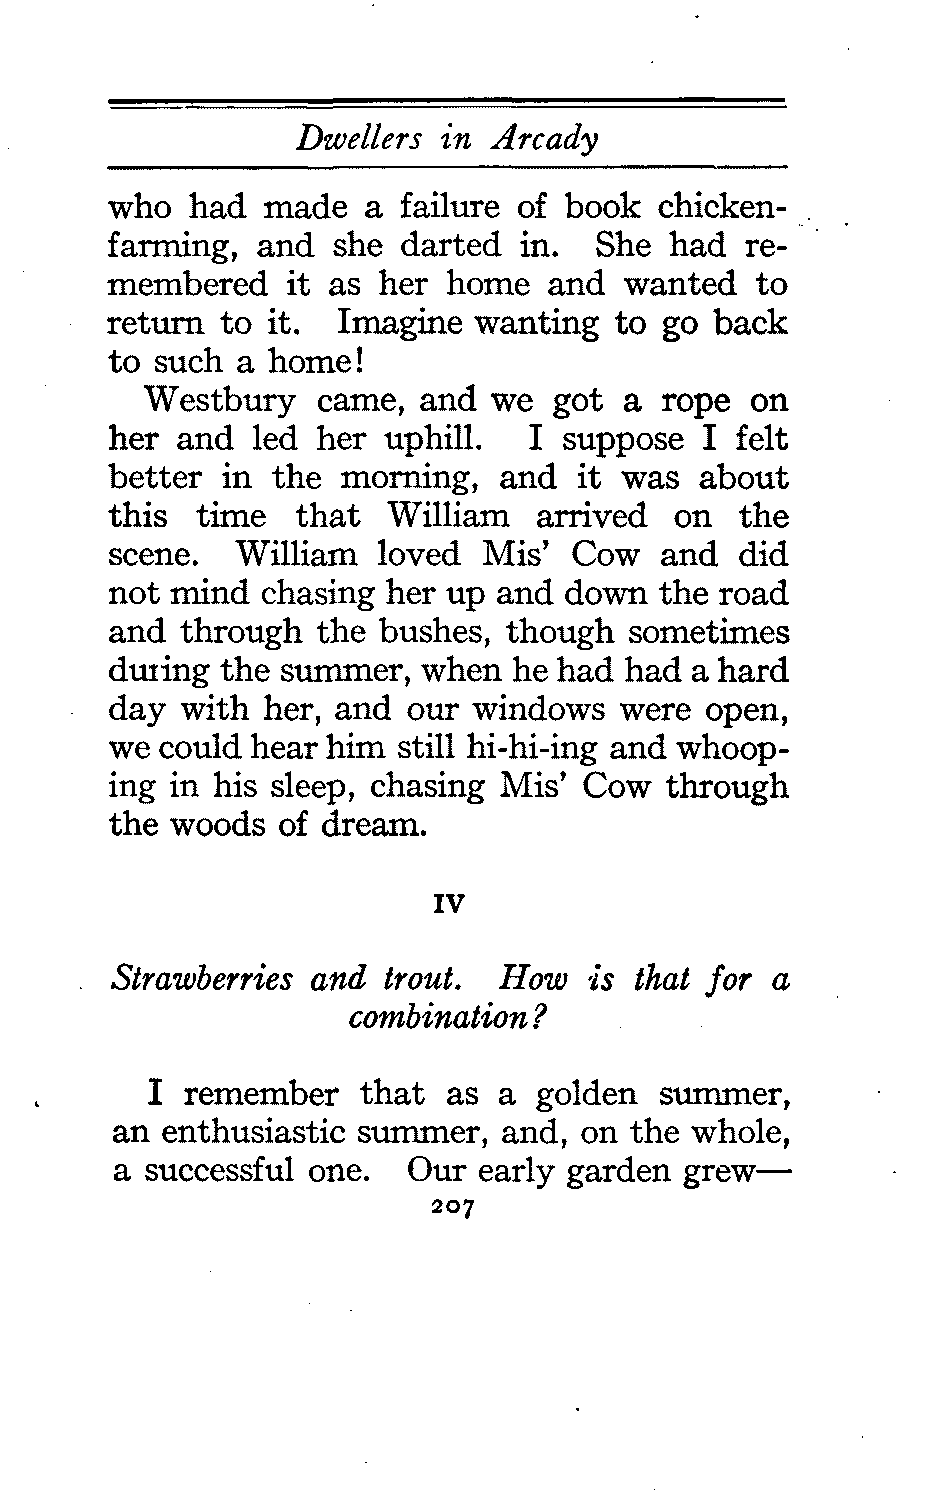 Dwellers in Arcady
who had made a failure of book chicken-
farming, and she darted in. She had re-
membered it as her home and wanted to
return to it. Imagine wanting to go back
to such a home!
Westbury came, and we got a rope on
her and led her uphill. I suppose I felt
better in the morning, and it was about
this time that William arrived on the
scene. William loved Mis' Cow and did
not mind chasing her up and down the road
and through the bushes, though sometimes
during the summer, when he had had a hard
day with her, and our windows were open,
we could hear him still hi-hi-ing and whoop-
ing in his sleep, chasing Mis' Cow through
the woods of dream.
IV
Strawberries and trout. How is that for a
combination?
I remember that as a golden summer,
an enthusiastic summer, and, on the whole,
a successful one. Our early garden grew—
207